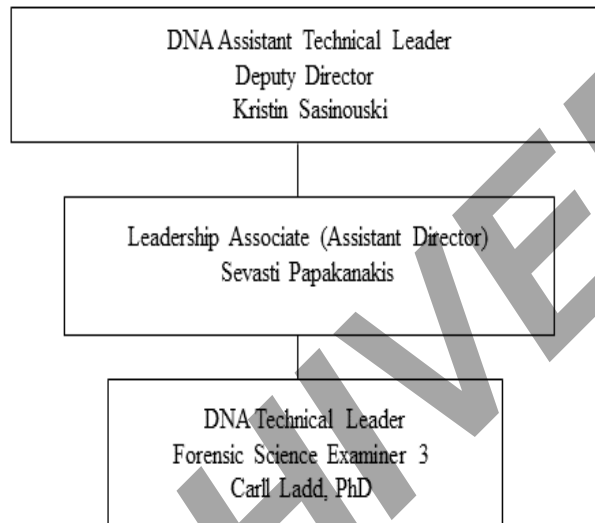 DNA Assistant Technical Leader
Deputy Director
Kristin Sasinouski
Leadership Associate (Assistant Director)
Sevasti Papakanakis
DNA Technical Leader
Forensic Science Examiner 3
Carll Ladd, PhD